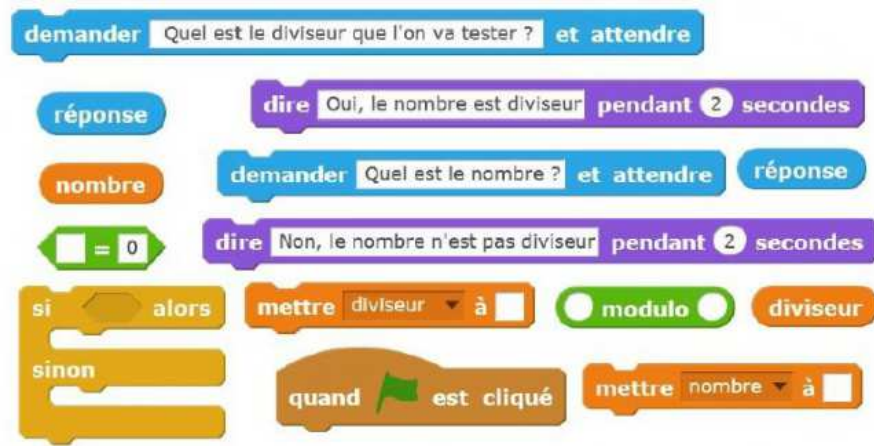 demander Quel est le diviseur que l'on va tester ? et attendre
réponse
dire Oui, le nombre est diviseur pendant 2 secondes
nombre
demander Quel est le nombre ? et attendre
réponse
= 0
dire Non, le nombre n'est pas diviseur pendant 2 secondes
si alors
sinon
mettre diviseur à
modulo
diviseur
quand est cliqué
mettre nombre à